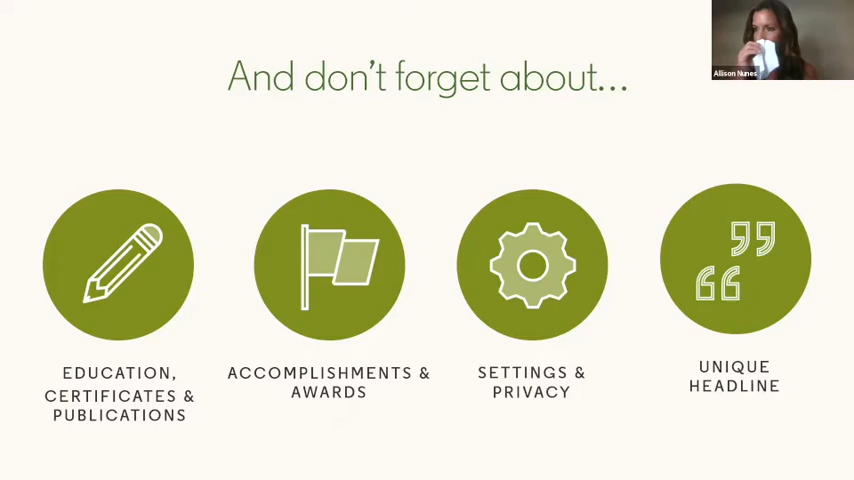 Allison Nunes
And don't forget about...
EDUCATION,
CERTIFICATES &
PUBLICATIONS
ACCOMPLISHMENTS &
AWARDS
SETTINGS &
PRIVACY
UNIQUE
HEADLINE